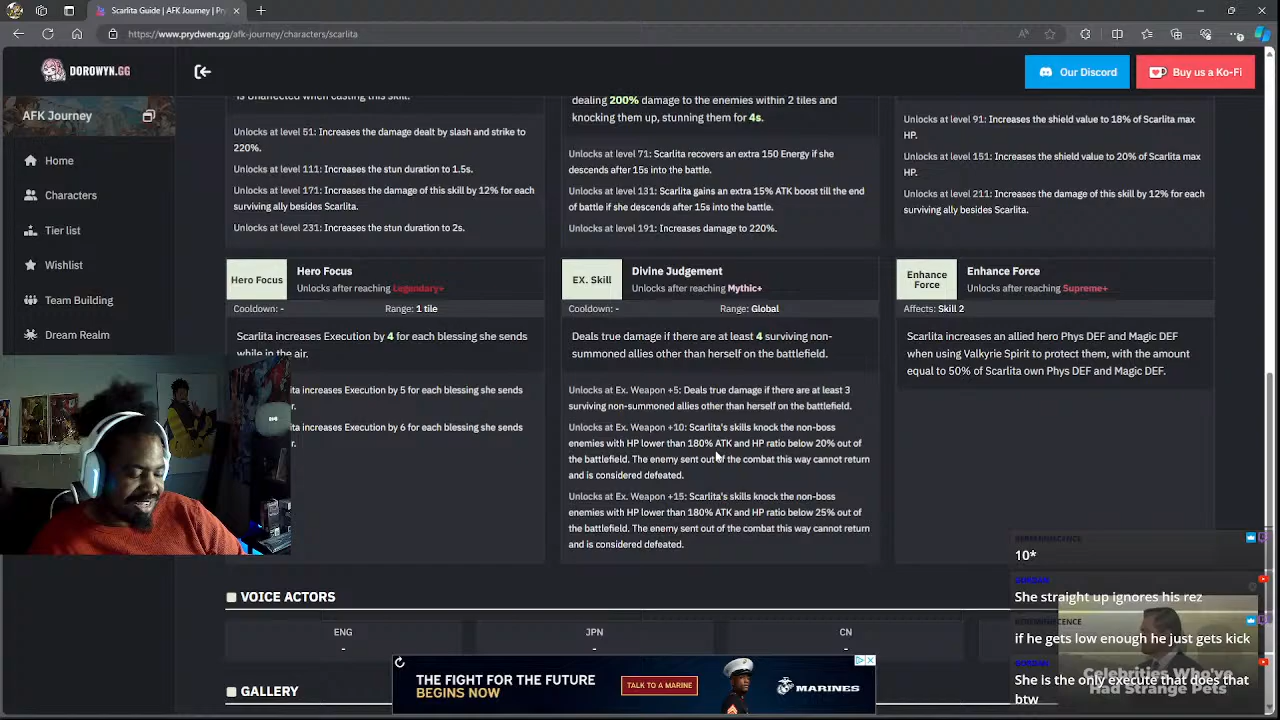 Scarlita Guide | AFK Journey | Pry
https://www.prydwen.gg/afk-journey/characters/scarlita
DOROWYN.GG
Our Discord
Buy us a Ko-Fi
AFK Journey
Home
Characters
Tier list
Wishlist
Team Building
Dream Realm
is Unaffected when casting this skill.
Unlocks at level 51: Increases the damage dealt by slash and strike to
220%.
Unlocks at level 111: Increases the stun duration to 1.5s.
Unlocks at level 171: Increases the damage of this skill by 12% for each
surviving ally besides Scarlita.
Unlocks at level 231: Increases the stun duration to 2s.
dealing 200% damage to the enemies within 2 tiles and
knocking them up, stunning them for 4s.
Unlocks at level 71: Scarlita recovers an extra 150 Energy if she
descends after 15s into the battle.
Unlocks at level 131: Scarlita gains an extra 15% ATK boost till the end
of battle if she descends after 15s into the battle.
Unlocks at level 191: Increases damage to 220%.
Unlocks at level 91: Increases the shield value to 18% of Scarlita max
HP.
Unlocks at level 151: Increases the shield value to 20% of Scarlita max
HP.
Unlocks at level 211: Increases the damage of this skill by 12% for each
surviving ally besides Scarlita.
Hero Focus
Hero Focus
Unlocks after reaching Legendary+
Cooldown: -
Range: 1 tile
Scarlita increases Execution by 4 for each blessing she sends
while in the air.
ita increases Execution by 5 for each blessing she sends
r.
ita increases Execution by 6 for each blessing she sends
r.
EX. Skill
Divine Judgement
Unlocks after reaching Mythic+
Cooldown: -
Range: Global
Deals true damage if there are at least 4 surviving non-
summoned allies other than herself on the battlefield.
Unlocks at Ex. Weapon +5: Deals true damage if there are at least 3
surviving non-summoned allies other than herself on the battlefield.
Unlocks at Ex. Weapon +10: Scarlita's skills knock the non-boss
enemies with HP lower than 180% ATK and HP ratio below 20% out of
the battlefield. The enemy sent out of the combat this way cannot return
and is considered defeated.
Unlocks at Ex. Weapon +15: Scarlita's skills knock the non-boss
enemies with HP lower than 180% ATK and HP ratio below 25% out of
the battlefield. The enemy sent out of the combat this way cannot return
and is considered defeated.
Enhance
Force
Enhance Force
Unlocks after reaching Supreme+
Affects: Skill 2
Scarlita increases an allied hero Phys DEF and Magic DEF
when using Valkyrie Spirit to protect them, with the amount
equal to 50% of Scarlita own Phys DEF and Magic DEF.
VOICE ACTORS
ENG
JPN
CN
-
-
-
GALLERY
THE FIGHT FOR THE FUTURE
BEGINS NOW
TALK TO A MARINE
MARINES
10*
She straight up ignores his rez
if he gets low enough he just gets kick
She is the only execute that does that
btw
Celebrities Who've
Had Strange Pets